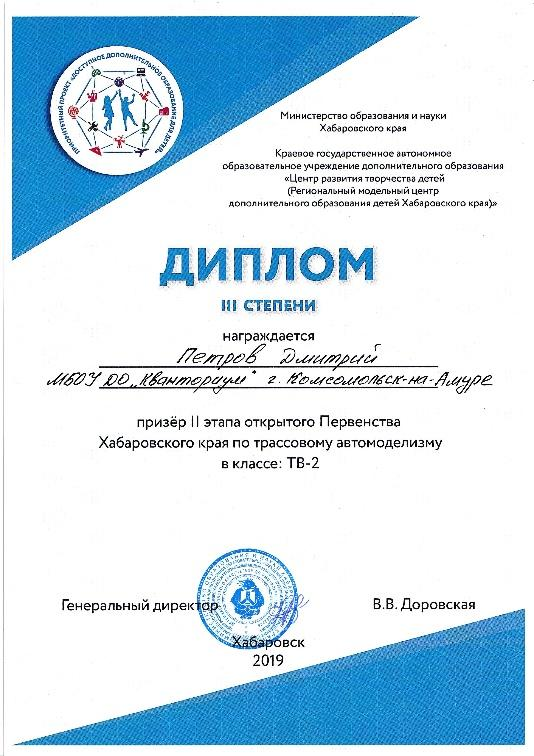 ПРИОРИТЕТНЫЙ ПРОЕКТ «ДОСТУПНОЕ ДОПОЛНИТЕЛЬНОЕ ОБРАЗОВАНИЕ ДЛЯ ДЕТЕЙ»
Министерство образования и науки
Хабаровского края
Краевое государственное автономное
образовательное учреждение дополнительного образования
«Центр развития творчества детей
(Региональный модельный центр
дополнительного образования детей Хабаровского края)»
ДИПЛОМ
III СТЕПЕНИ
награждается
Петров Дмитрий
МБОУ ДО „Кванториум" г. Комсомольск-на-Амуре
призёр II этапа открытого Первенства
Хабаровского края по трассовому автомоделизму
в классе: ТВ-2
Генеральный директор
В.В. Доровская
Хабаровск
2019